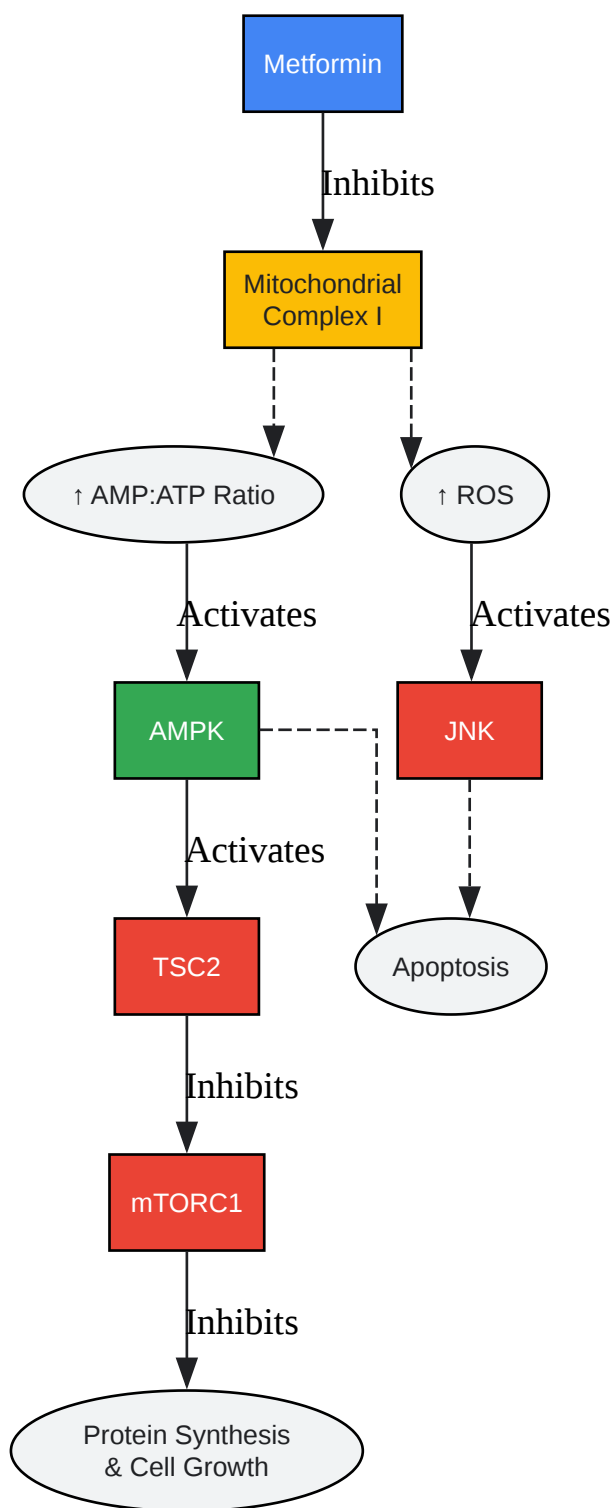 Metformin
Inhibits
Mitochondrial
Complex I
↑ AMP:ATP Ratio
↑ ROS
Activates
Activates
AMPK
JNK
Activates
TSC2
Apoptosis
Inhibits
mTORC1
Inhibits
Protein Synthesis
& Cell Growth